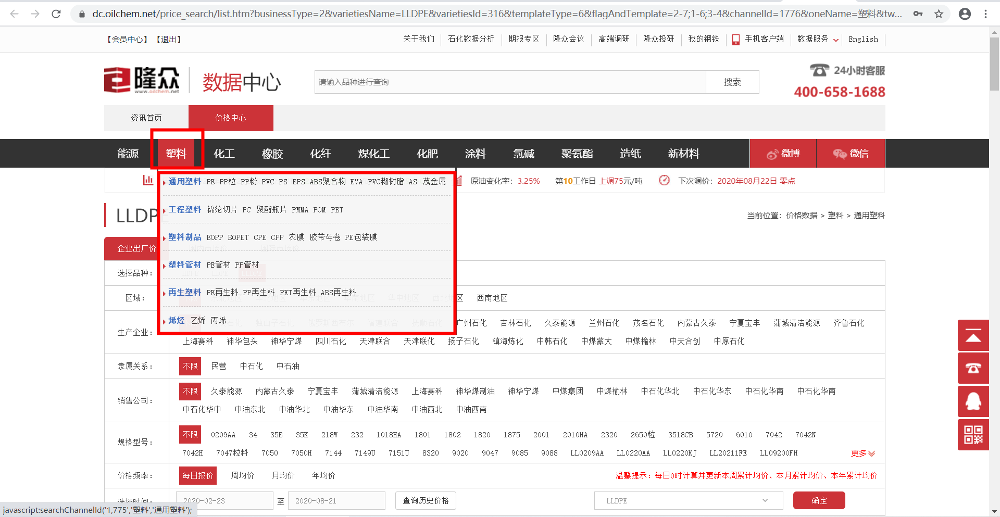 dc.oilchem.net/price_search/list.htm?businessType=2&varietiesName=LLDPE&varietiesId=316&templateType=6&flagAndTemplate=2-7;1-6;3-4&channelId=1776&oneName=塑料&tw...
【会员中心】 【退出】 关于我们 石化数据分析 期报专区 隆众会议 高端调研 隆众投研 我的钢铁 手机客户端 数据服务 English
隆众 www.oilchem.net 数据中心 请输入品种进行查询 搜索 24小时客服
400-658-1688
资讯首页 价格中心
能源 塑料 化工 橡胶 化纤 煤化工 化肥 涂料 氯碱 聚氨酯 造纸 新材料 微博 微信
通用塑料 PE PP粒 PP粉 PVC PS EPS ABS聚合物 EVA PVC糊树脂 AS 茂金属 原油变化率: 3.25% 第10工作日 上调75元/吨 下次调价: 2020年08月22日 零点
工程塑料 锦纶切片 PC 聚酯瓶片 PMMA POM PBT
LLDPE 当前位置: 价格数据 > 塑料 > 通用塑料
塑料制品 BOPP BOPET CPE CPP 农膜 胶带母卷 PE包装膜
企业出厂价
塑料管材 PE管材 PP管材
选择品种:
再生塑料 PE再生料 PP再生料 PET再生料 ABS再生料
区域: 华中地区 西北地区 西南地区
烯烃 乙烯 丙烯
生产企业: 广州石化 吉林石化 久泰能源 兰州石化 茂名石化 内蒙古久泰 宁夏宝丰 蒲城清洁能源 齐鲁石化
上海赛科 神华包头 神华宁煤 四川石化 天津联合 天津联化 扬子石化 镇海炼化 中韩石化 中煤蒙大 中煤榆林 中天合创 中原石化
隶属关系: 不限 民营 中石化 中石油
销售公司: 不限 久泰能源 内蒙古久泰 宁夏宝丰 蒲城清洁能源 上海赛科 神华煤制油 神华宁煤 中煤集团 中煤榆林 中石化华北 中石化华东 中石化华南 中石化华南
中石化华中 中油东北 中油华北 中油华东 中油华南 中油西北 中油西南
规格型号: 不限 0209AA 34 35B 35K 218W 232 1018HA 1801 1802 1820 1875 2001 2010HA 2320 2650粒 3518CB 5720 6010 7042 7042N
7042H 7047粒料 7050 7050H 7144 7149U 7151U 8320 9020 9047 9085 9088 LL0209AA LL0220AA LL0220KJ LL20211FE LL09200FH 更多
价格频率: 每日报价 周均价 月均价 年均价 温馨提示: 每日0时计算并更新本周累计均价、本月累计均价、本年累计均价
选择时间: 2020-02-23 至 2020-08-21 查询历史价格 LLDPE 确定
javascript:searchChannelId('1,775','塑料','通用塑料');